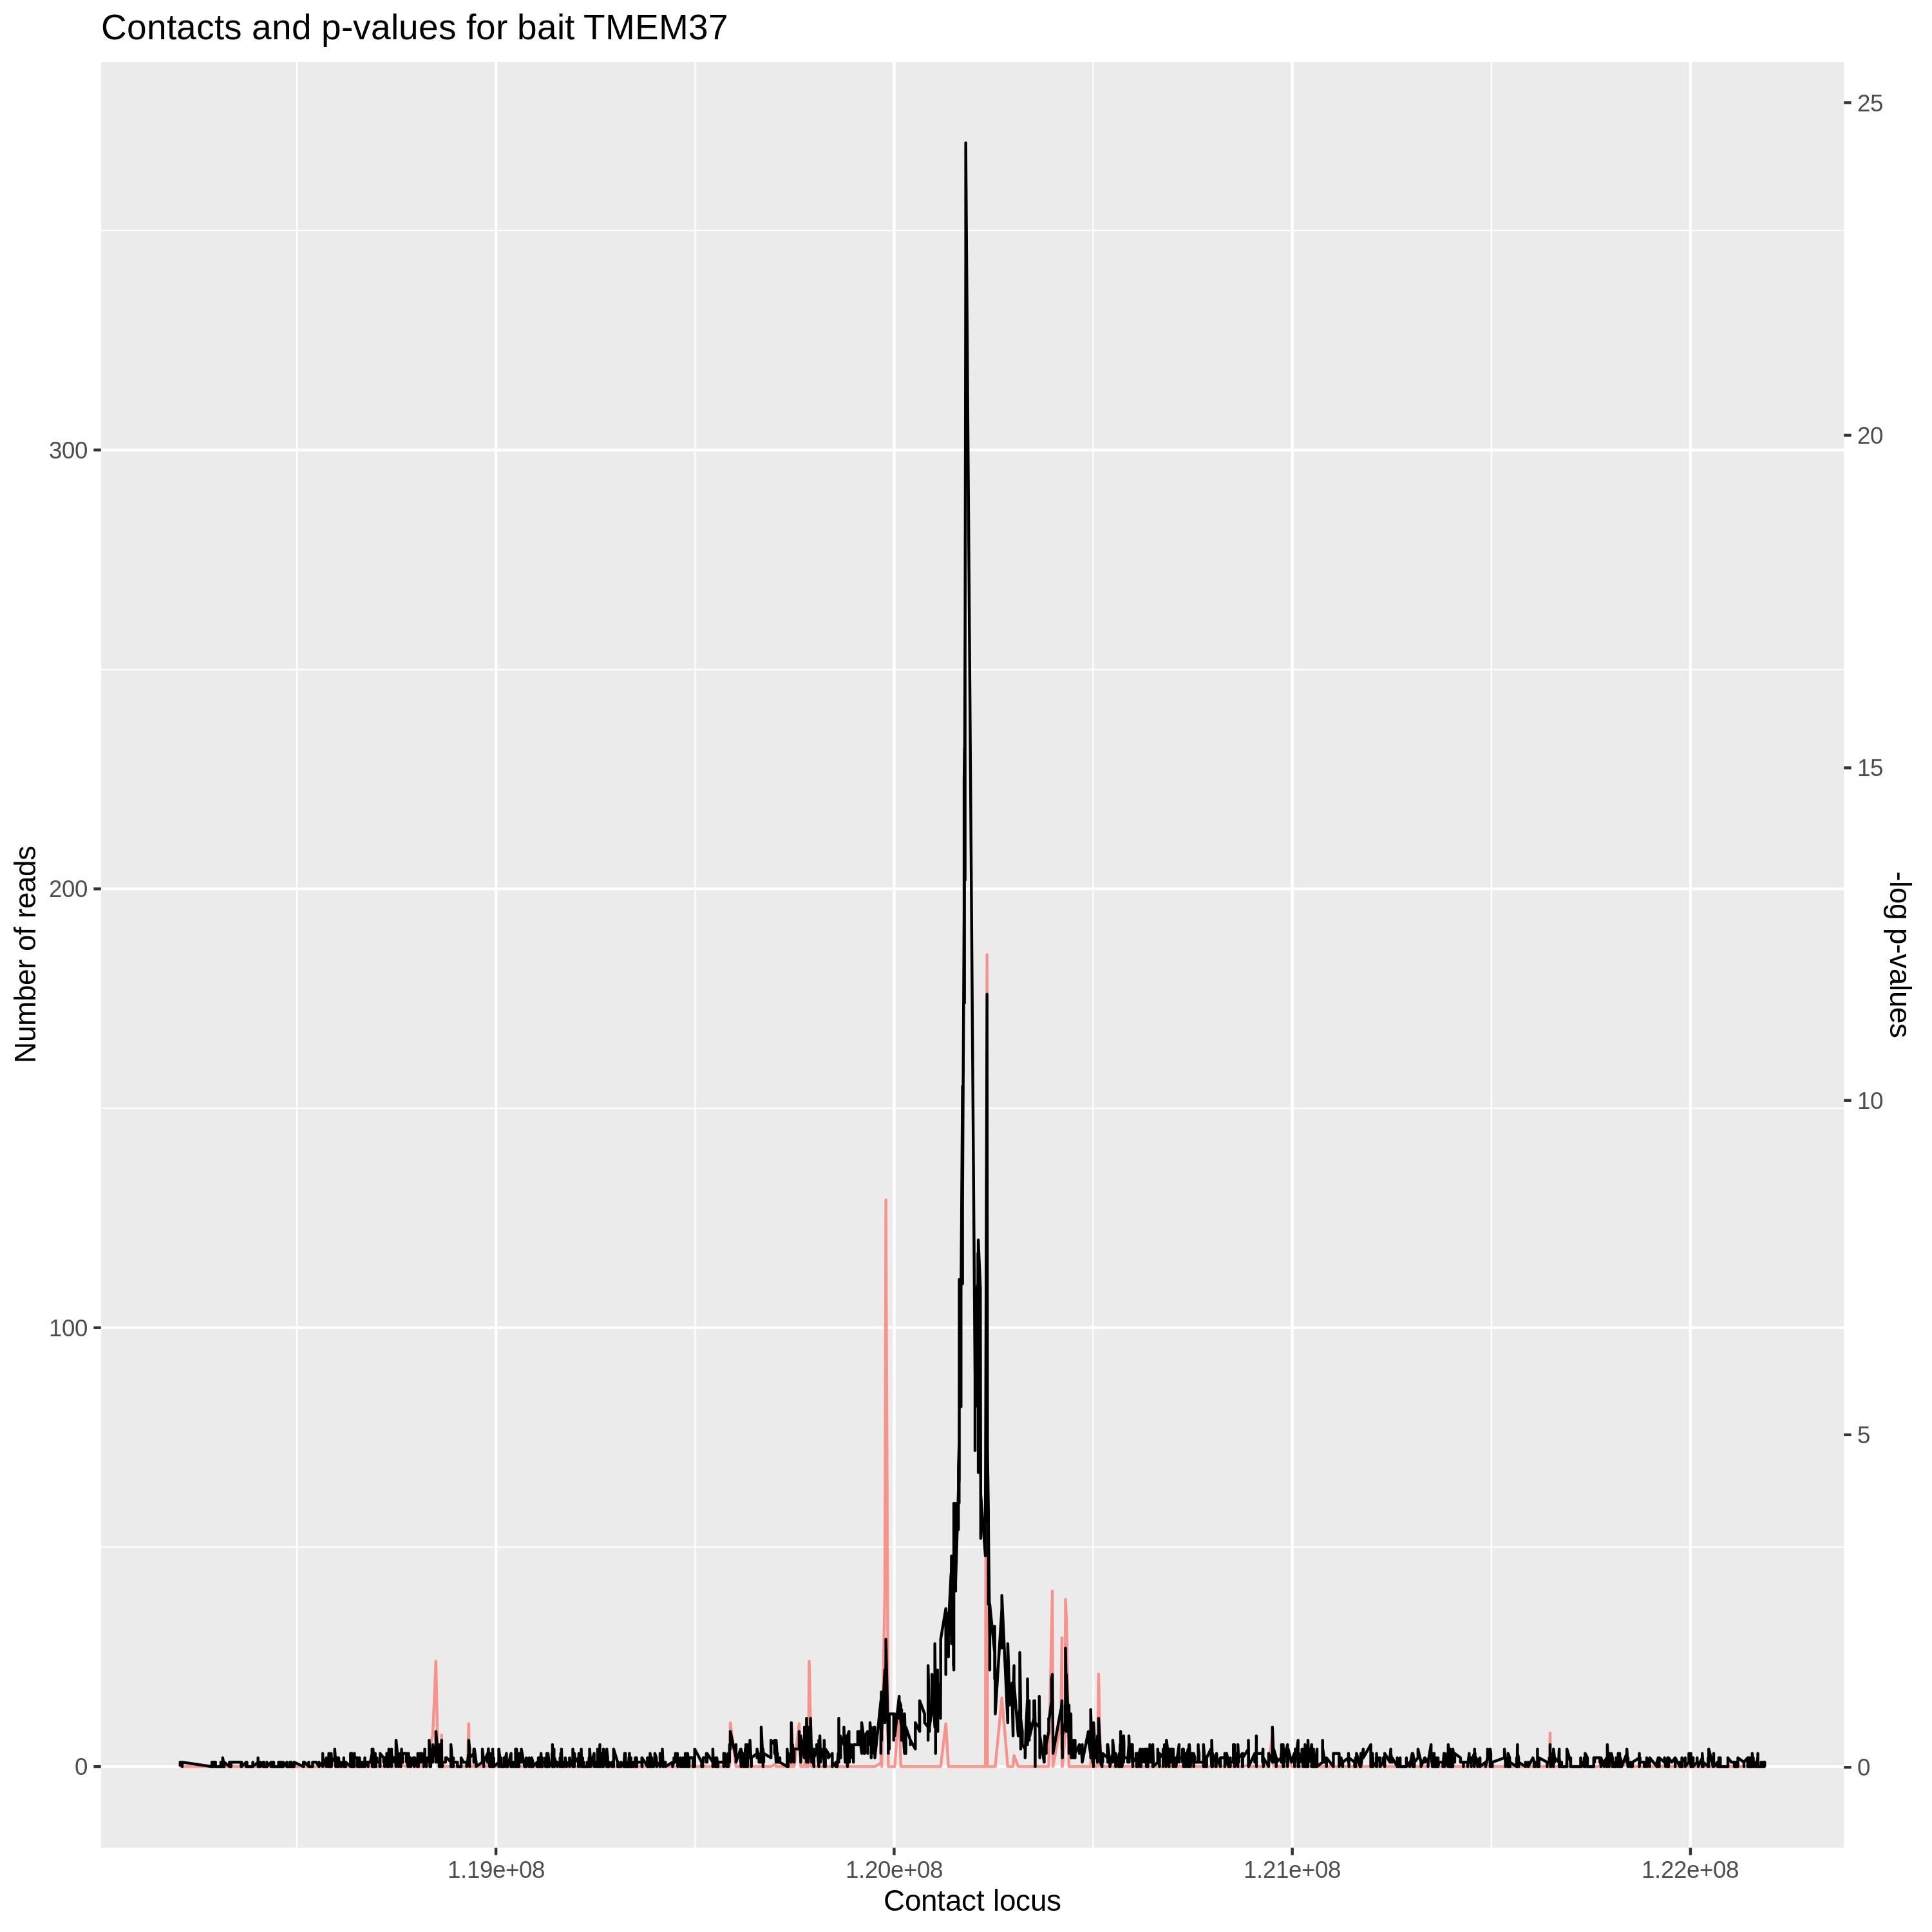 Contacts and p-values for bait TMEM37
25
20
15
10
5
0
300
200
100
0
Number of reads
-log p-values
1.19e+08
1.20e+08
1.21e+08
1.22e+08
Contact locus